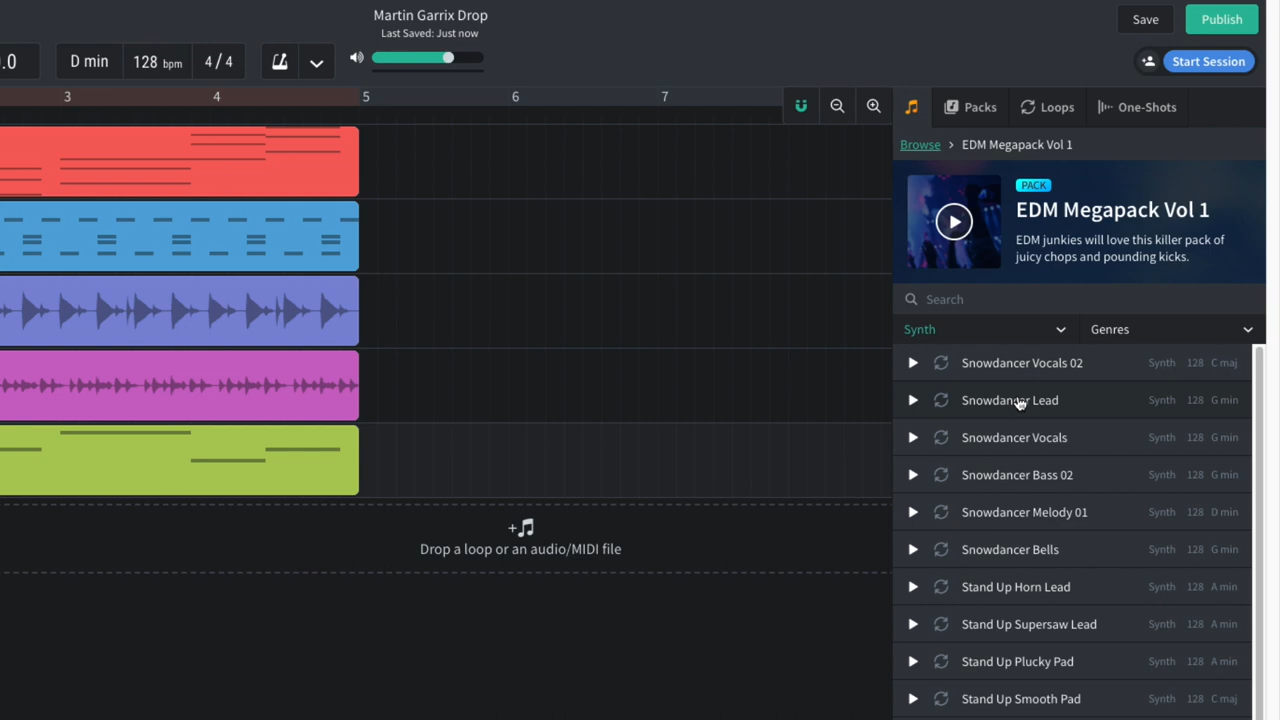 Martin Garrix Drop
Last Saved: Just now
Save
Publish
.0
D min
128 bpm
4 / 4
Start Session
3
4
5
6
7
Packs
Loops
One-Shots
Browse > EDM Megapack Vol 1
PACK
EDM Megapack Vol 1
EDM junkies will love this killer pack of
juicy chops and pounding kicks.
Search
Synth
Genres
Snowdancer Vocals 02 Synth 128 C maj
Snowdancer Lead Synth 128 G min
Snowdancer Vocals Synth 128 G min
Snowdancer Bass 02 Synth 128 G min
Snowdancer Melody 01 Synth 128 D min
Snowdancer Bells Synth 128 G min
Stand Up Horn Lead Synth 128 A min
Stand Up Supersaw Lead Synth 128 A min
Stand Up Plucky Pad Synth 128 A min
Stand Up Smooth Pad Synth 128 C maj
Drop a loop or an audio/MIDI file